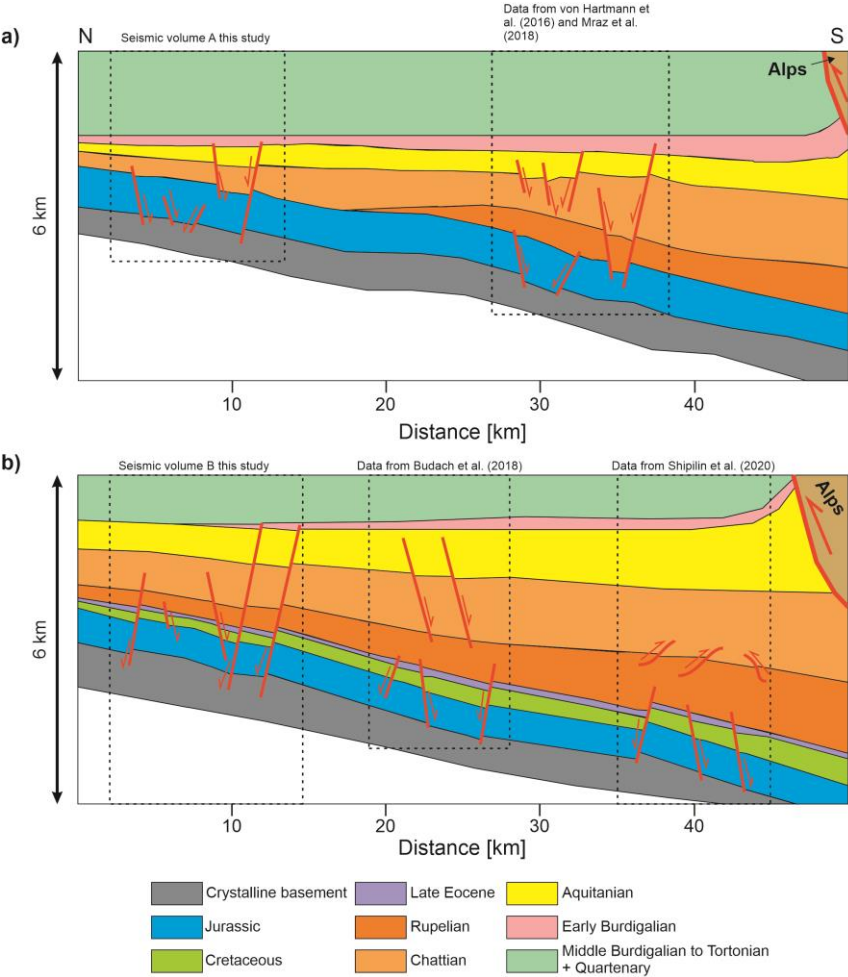 a)
N
Seismic volume A this study
Data from von Hartmann et
al. (2016) and Mraz et al.
(2018)
S
Alps
6 km
10
20
30
40
Distance [km]
b)
Seismic volume B this study
Data from Budach et al. (2018)
Data from Shipilin et al. (2020)
Alps
6 km
10
20
30
40
Distance [km]
Crystalline basement
Late Eocene
Aquitanian
Jurassic
Rupelian
Early Burdigalian
Cretaceous
Chattian
Middle Burdigalian to Tortonian
+ Quartenary